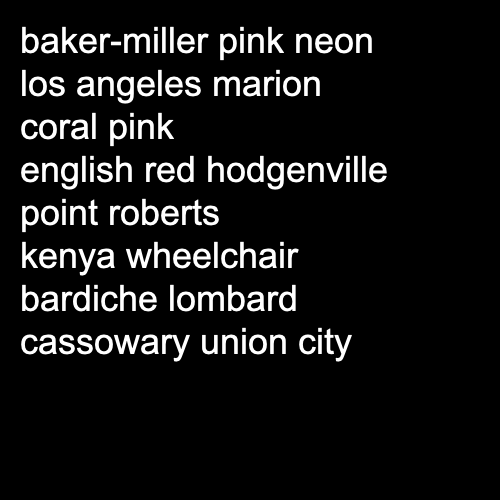 baker-miller pink neon
los angeles marion
coral pink
english red hodgenville
point roberts
kenya wheelchair
bardiche lombard
cassowary union city